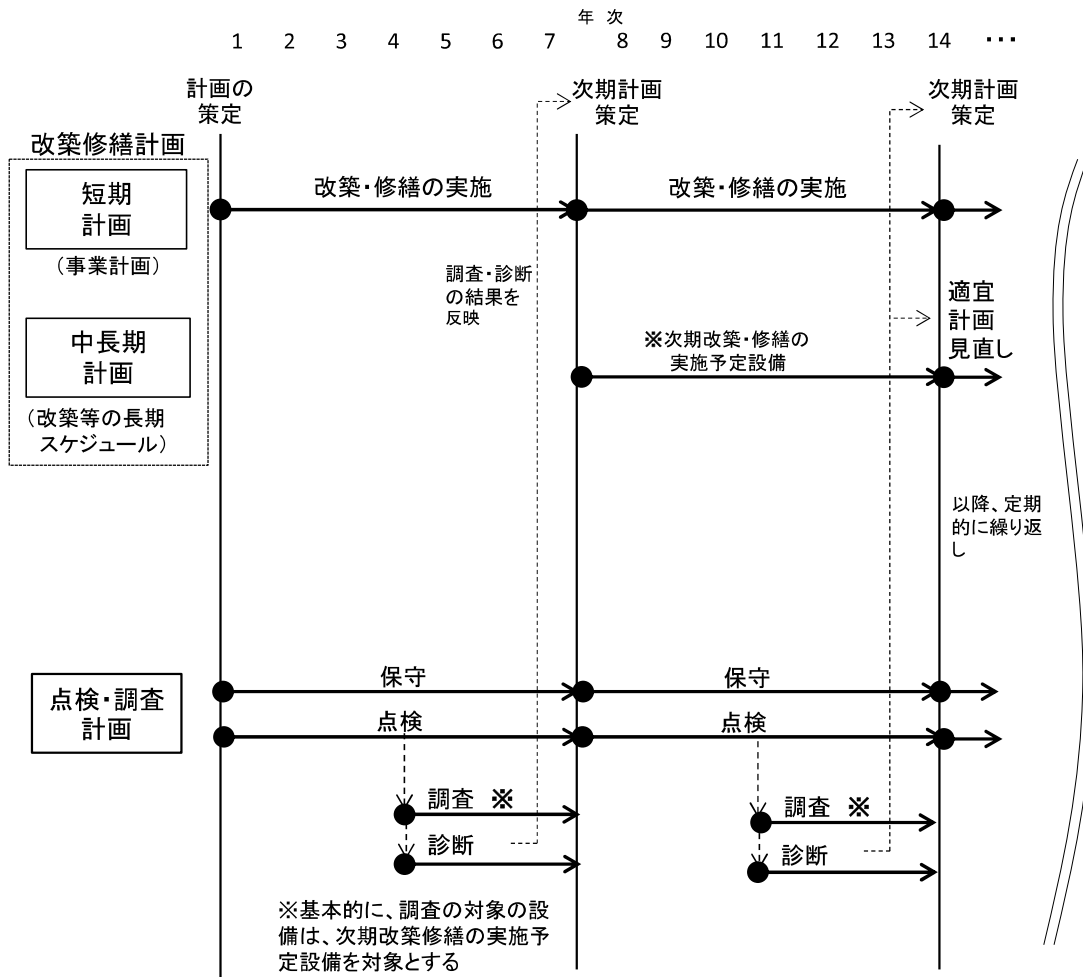 年 次
1 2 3 4 5 6 7 8 9 10 11 12 13 14 ･･･
計画の
策定
次期計画
策定
次期計画
策定
改築修繕計画
短期
計画
（事業計画）
改築･修繕の実施
改築･修繕の実施
調査･診断
の結果を
反映
適宜
計画
見直し
中長期
計画
（改築等の長期
スケジュール）
※次期改築･修繕の
実施予定設備
以降、定期
的に繰り返
し
点検･調査
計画
保守
保守
点検
点検
調査 ※
調査 ※
診断
診断
※基本的に、調査の対象の設
備は、次期改築修繕の実施予
定設備を対象とする